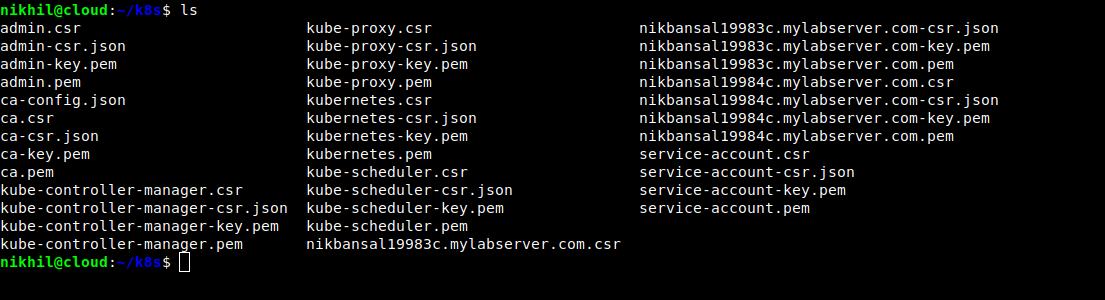 nikhil@cloud:~/k8s$ ls
admin.csr kube-proxy.csr nikbansal19983c.mylabserver.com-csr.json
admin-csr.json kube-proxy-csr.json nikbansal19983c.mylabserver.com-key.pem
admin-key.pem kube-proxy-key.pem nikbansal19983c.mylabserver.com.pem
admin.pem kube-proxy.pem nikbansal19984c.mylabserver.com.csr
ca-config.json kubernetes.csr nikbansal19984c.mylabserver.com-csr.json
ca.csr kubernetes-csr.json nikbansal19984c.mylabserver.com-key.pem
ca-csr.json kubernetes-key.pem nikbansal19984c.mylabserver.com.pem
ca-key.pem kubernetes.pem service-account.csr
ca.pem kube-scheduler.csr service-account-csr.json
kube-controller-manager.csr kube-scheduler-csr.json service-account-key.pem
kube-controller-manager-csr.json kube-scheduler-key.pem service-account.pem
kube-controller-manager-key.pem kube-scheduler.pem
kube-controller-manager.pem nikbansal19983c.mylabserver.com.csr
nikhil@cloud:~/k8s$